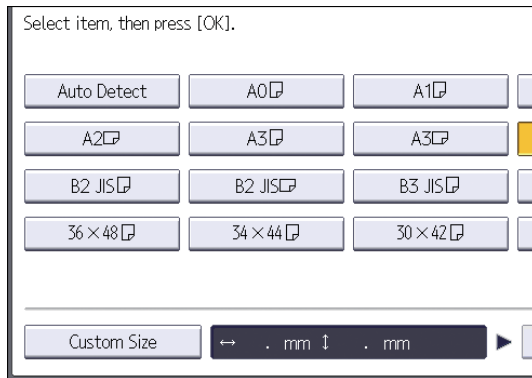 Select item, then press [OK].
Auto Detect A0 A1
A2 A3 A3
B2 JIS B2 JIS B3 JIS
36×48 34×44 30×42
Custom Size ↔ . mm ↕ . mm